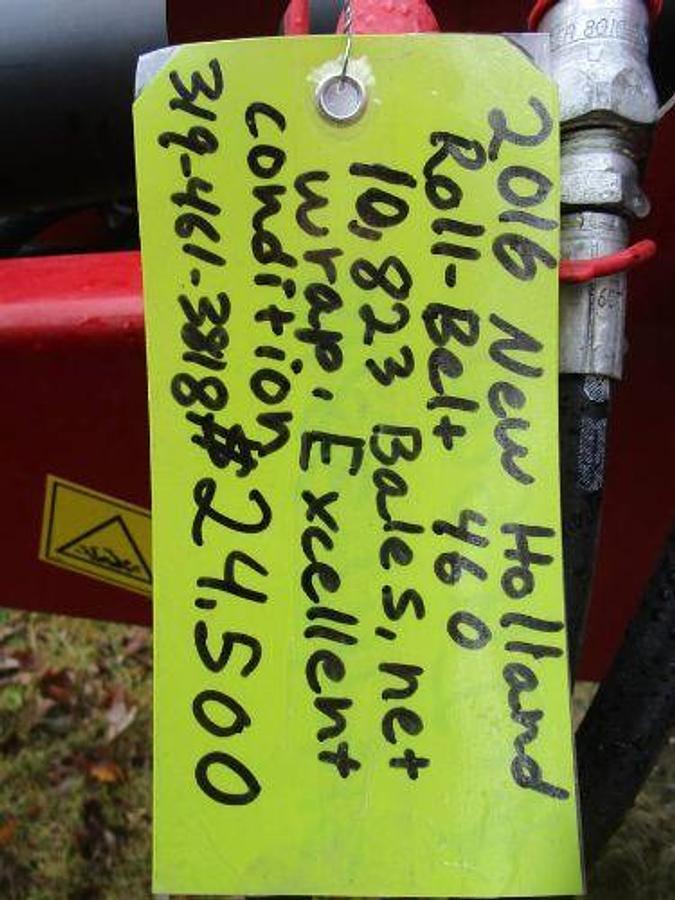 2016 New Holland
Roll-Belt 460
10,823 Bales, net
wrap, Excellent
condition
319-461-3818 $24,500